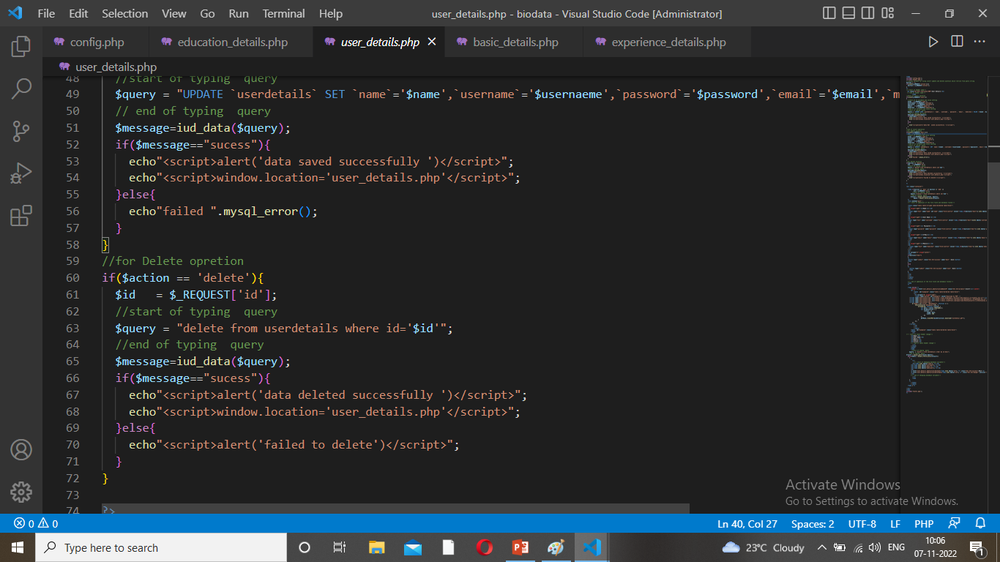 File Edit Selection View Go Run Terminal Help user_details.php - biodata - Visual Studio Code [Administrator]
config.php education_details.php user_details.php basic_details.php experience_details.php
user_details.php
48 //start of typing  query
49 $query = "UPDATE `userdetails` SET `name`='$name',`username`='$usernaeme',`password`='$password',`email`='$email',`m
50 // end of typing  query
51 $message=iud_data($query);
52 if($message=="sucess"){
53 echo"<script>alert('data saved successfully ')</script>";
54 echo"<script>window.location='user_details.php'</script>";
55 }else{
56 echo"failed ".mysql_error();
57 }
58 }
59 //for Delete opretion
60 if($action == 'delete'){
61 $id   = $_REQUEST['id'];
62 //start of typing  query
63 $query = "delete from userdetails where id='$id'";
64 //end of typing  query
65 $message=iud_data($query);
66 if($message=="sucess"){
67 echo"<script>alert('data deleted successfully ')</script>";
68 echo"<script>window.location='user_details.php'</script>";
69 }else{
70 echo"<script>alert('failed to delete')</script>";
71 }
72 }
73
74 ?>
Activate Windows
Go to Settings to activate Windows.
0 0 Ln 40, Col 27 Spaces: 2 UTF-8 LF PHP
Type here to search 23°C Cloudy ENG 10:06
07-11-2022 1